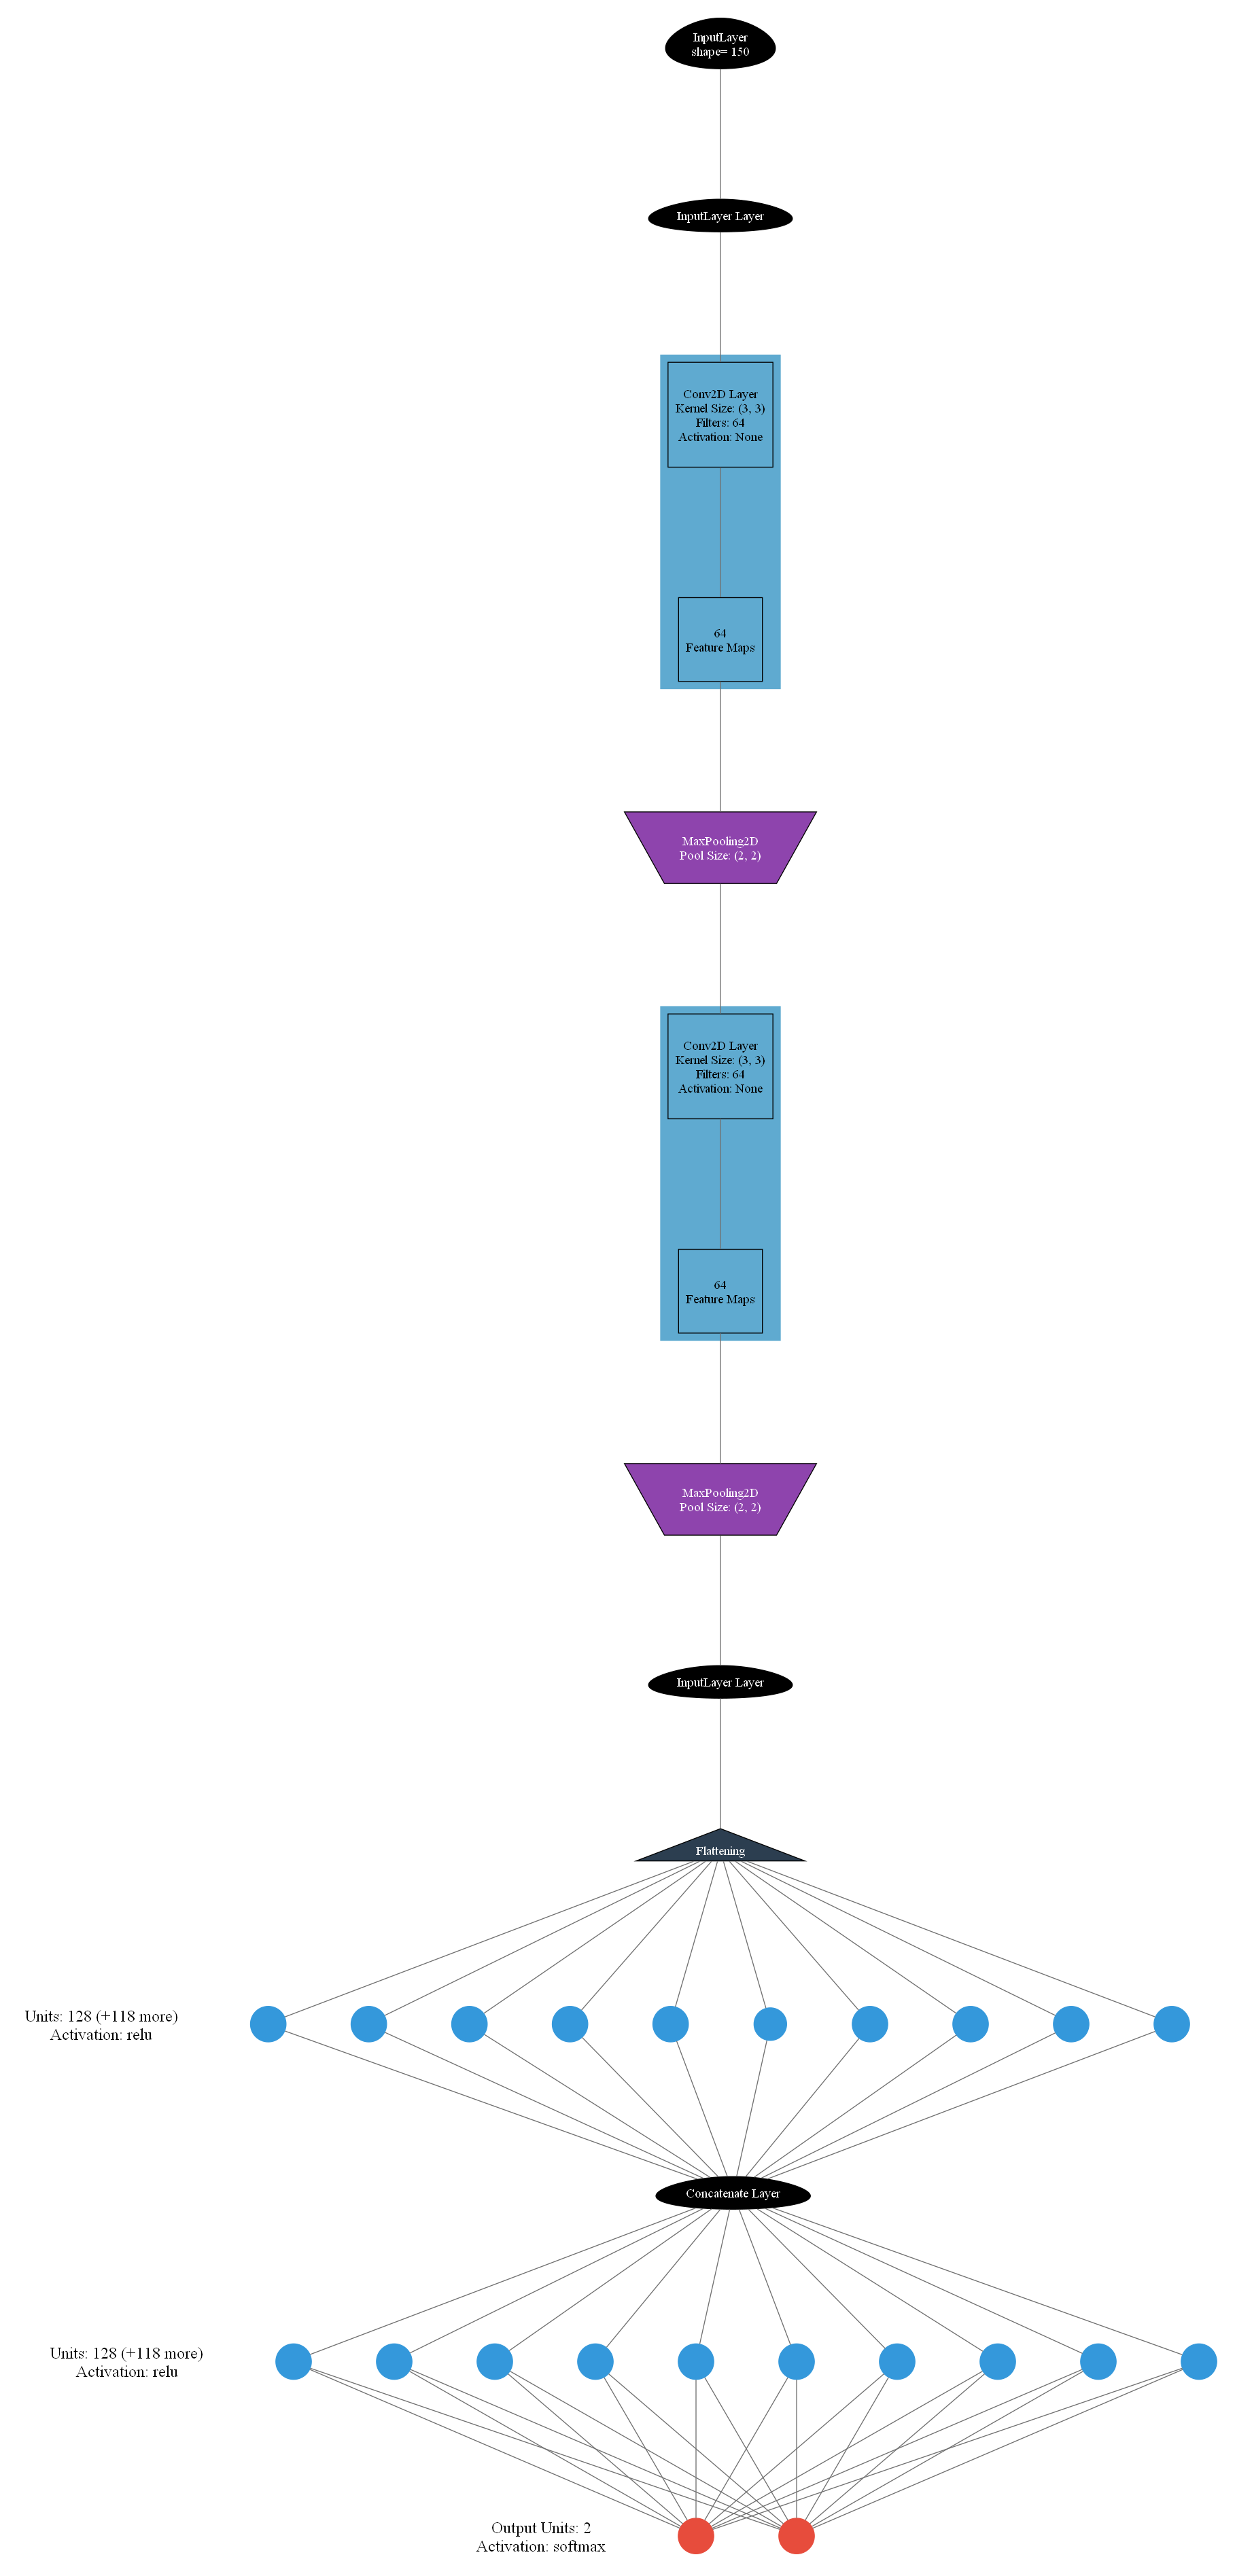 InputLayer
shape= 150
InputLayer Layer
Conv2D Layer
Kernel Size: (3, 3)
Filters: 64
Activation: None
64
Feature Maps
MaxPooling2D
Pool Size: (2, 2)
Conv2D Layer
Kernel Size: (3, 3)
Filters: 64
Activation: None
64
Feature Maps
MaxPooling2D
Pool Size: (2, 2)
InputLayer Layer
Flattening
Units: 128 (+118 more)
Activation: relu
Concatenate Layer
Units: 128 (+118 more)
Activation: relu
Output Units: 2
Activation: softmax